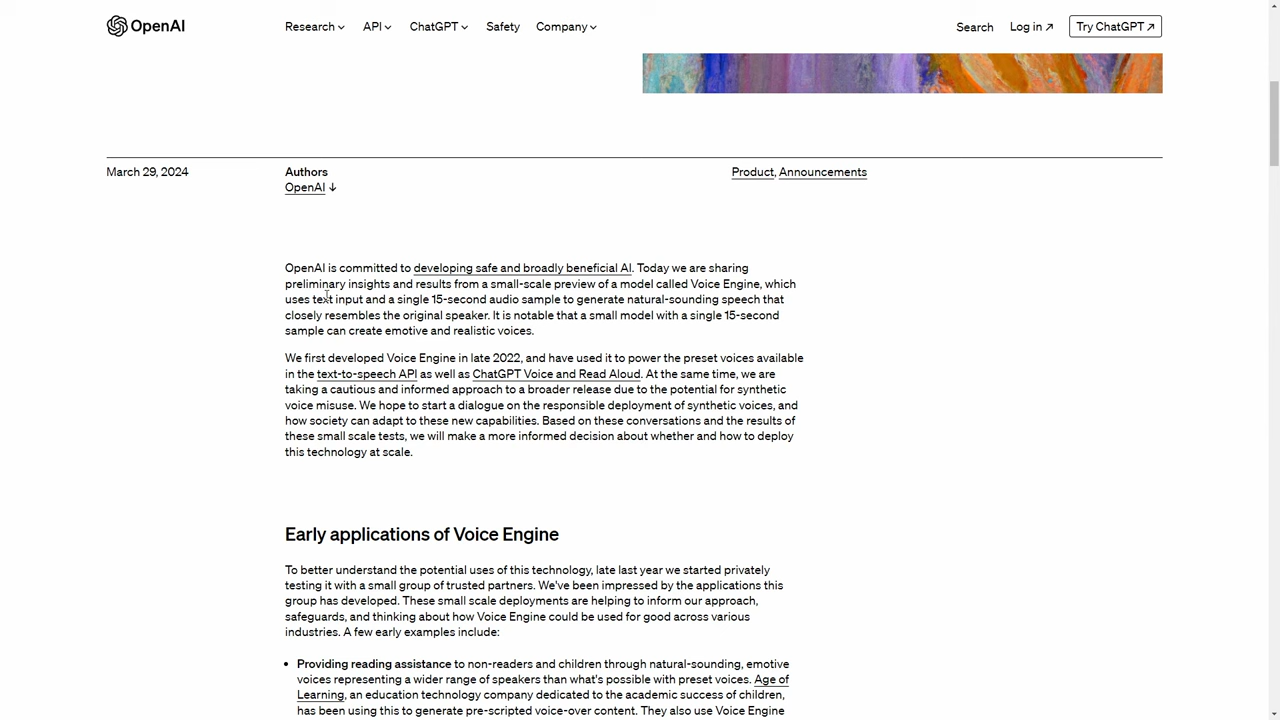 OpenAI Research API ChatGPT Safety Company Search Log in ↗ Try ChatGPT ↗
March 29, 2024 Authors Product, Announcements
OpenAI ↓
OpenAI is committed to developing safe and broadly beneficial AI. Today we are sharing
preliminary insights and results from a small-scale preview of a model called Voice Engine, which
uses text input and a single 15-second audio sample to generate natural-sounding speech that
closely resembles the original speaker. It is notable that a small model with a single 15-second
sample can create emotive and realistic voices.
We first developed Voice Engine in late 2022, and have used it to power the preset voices available
in the text-to-speech API as well as ChatGPT Voice and Read Aloud. At the same time, we are
taking a cautious and informed approach to a broader release due to the potential for synthetic
voice misuse. We hope to start a dialogue on the responsible deployment of synthetic voices, and
how society can adapt to these new capabilities. Based on these conversations and the results of
these small scale tests, we will make a more informed decision about whether and how to deploy
this technology at scale.
Early applications of Voice Engine
To better understand the potential uses of this technology, late last year we started privately
testing it with a small group of trusted partners. We've been impressed by the applications this
group has developed. These small scale deployments are helping to inform our approach,
safeguards, and thinking about how Voice Engine could be used for good across various
industries. A few early examples include:
• Providing reading assistance to non-readers and children through natural-sounding, emotive
voices representing a wider range of speakers than what's possible with preset voices. Age of
Learning, an education technology company dedicated to the academic success of children,
has been using this to generate pre-scripted voice-over content. They also use Voice Engine